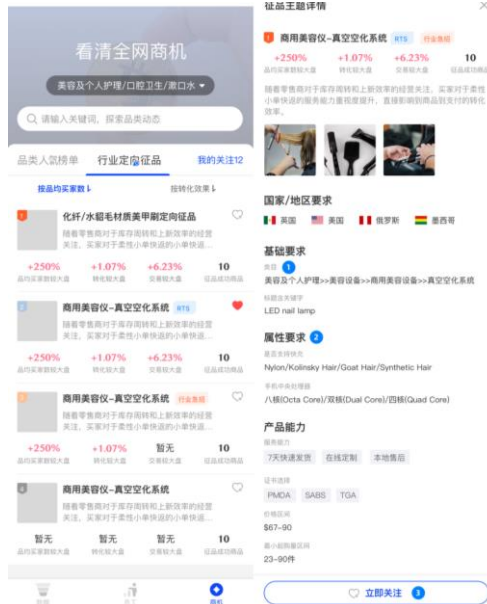 看清全网商机
美容及个人护理/口腔卫生/漱口水
请输入关键词，探索品类动态
品类人气榜单 行业定向征品 我的关注12
按品均买家数 按转化效果
1
化纤/水貂毛材质美甲刷定向征品
随着零售商对于库存周转和上新效率的经营
关注，买家对于柔性小单快返的小单快返...
+250% +1.07% +6.23% 10
品均买家数较大盘 转化较大盘 交易较大盘 征品成功商品
2
商用美容仪-真空空化系统 RTS
随着零售商对于库存周转和上新效率的经营
关注，买家对于柔性小单快返的小单快返...
+250% +1.07% +6.23% 10
品均买家数较大盘 转化较大盘 交易较大盘 征品成功商品
3
商用美容仪-真空空化系统 行业急招
随着零售商对于库存周转和上新效率的经营
关注，买家对于柔性小单快返的小单快返...
+250% +1.07% 暂无 10
品均买家数较大盘 转化较大盘 交易较大盘 征品成功商品
4
商用美容仪-真空空化系统
随着零售商对于库存周转和上新效率的经营
关注，买家对于柔性小单快返的小单快返...
暂无 暂无 暂无 10
品均买家数较大盘 转化较大盘 交易较大盘 征品成功商品
商机
征品主题详情
1
商用美容仪-真空空化系统 RTS 行业急招
+250% +1.07% +6.23% 10
品均买家数较大盘 转化较大盘 交易较大盘 征品成功商品
随着零售商对于库存周转和上新效率的经营关注，买家对于柔性
小单快返的服务能力重视度提升，直接影响到商品到支付的转化
效率。
国家/地区要求
英国 美国 俄罗斯 墨西哥
基础要求
类目 1
美容及个人护理>>美容设备>>商用美容设备>>真空空化系统
标题含关键字
LED nail lamp
属性要求 2
是否支持快充
Nylon/Kolinsky Hair/Goat Hair/Synthetic Hair
手机中央处理器
八核(Octa Core)/双核(Dual Core)/四核(Quad Core)
产品能力
服务能力
7天快速发货 在线定制 本地售后
证书选择
PMDA SABS TGA
价格区间
$67-90
最小起购量区间
23-90件
立即关注 3